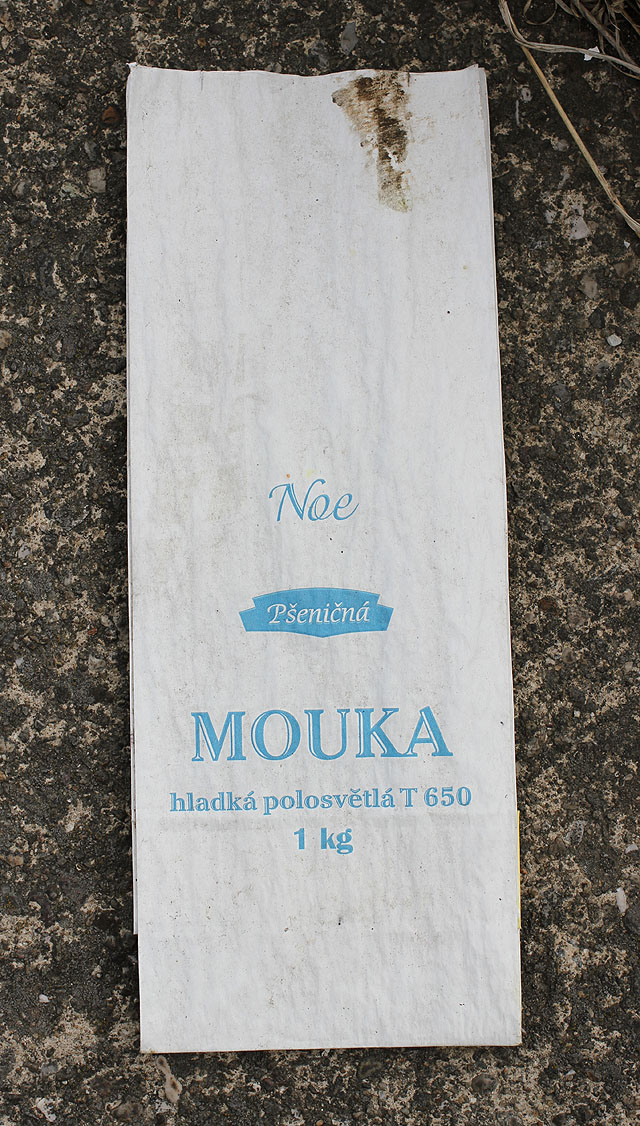 Noe
Pšeničná
MOUKA
hladká polosvětlá T 650
1 kg